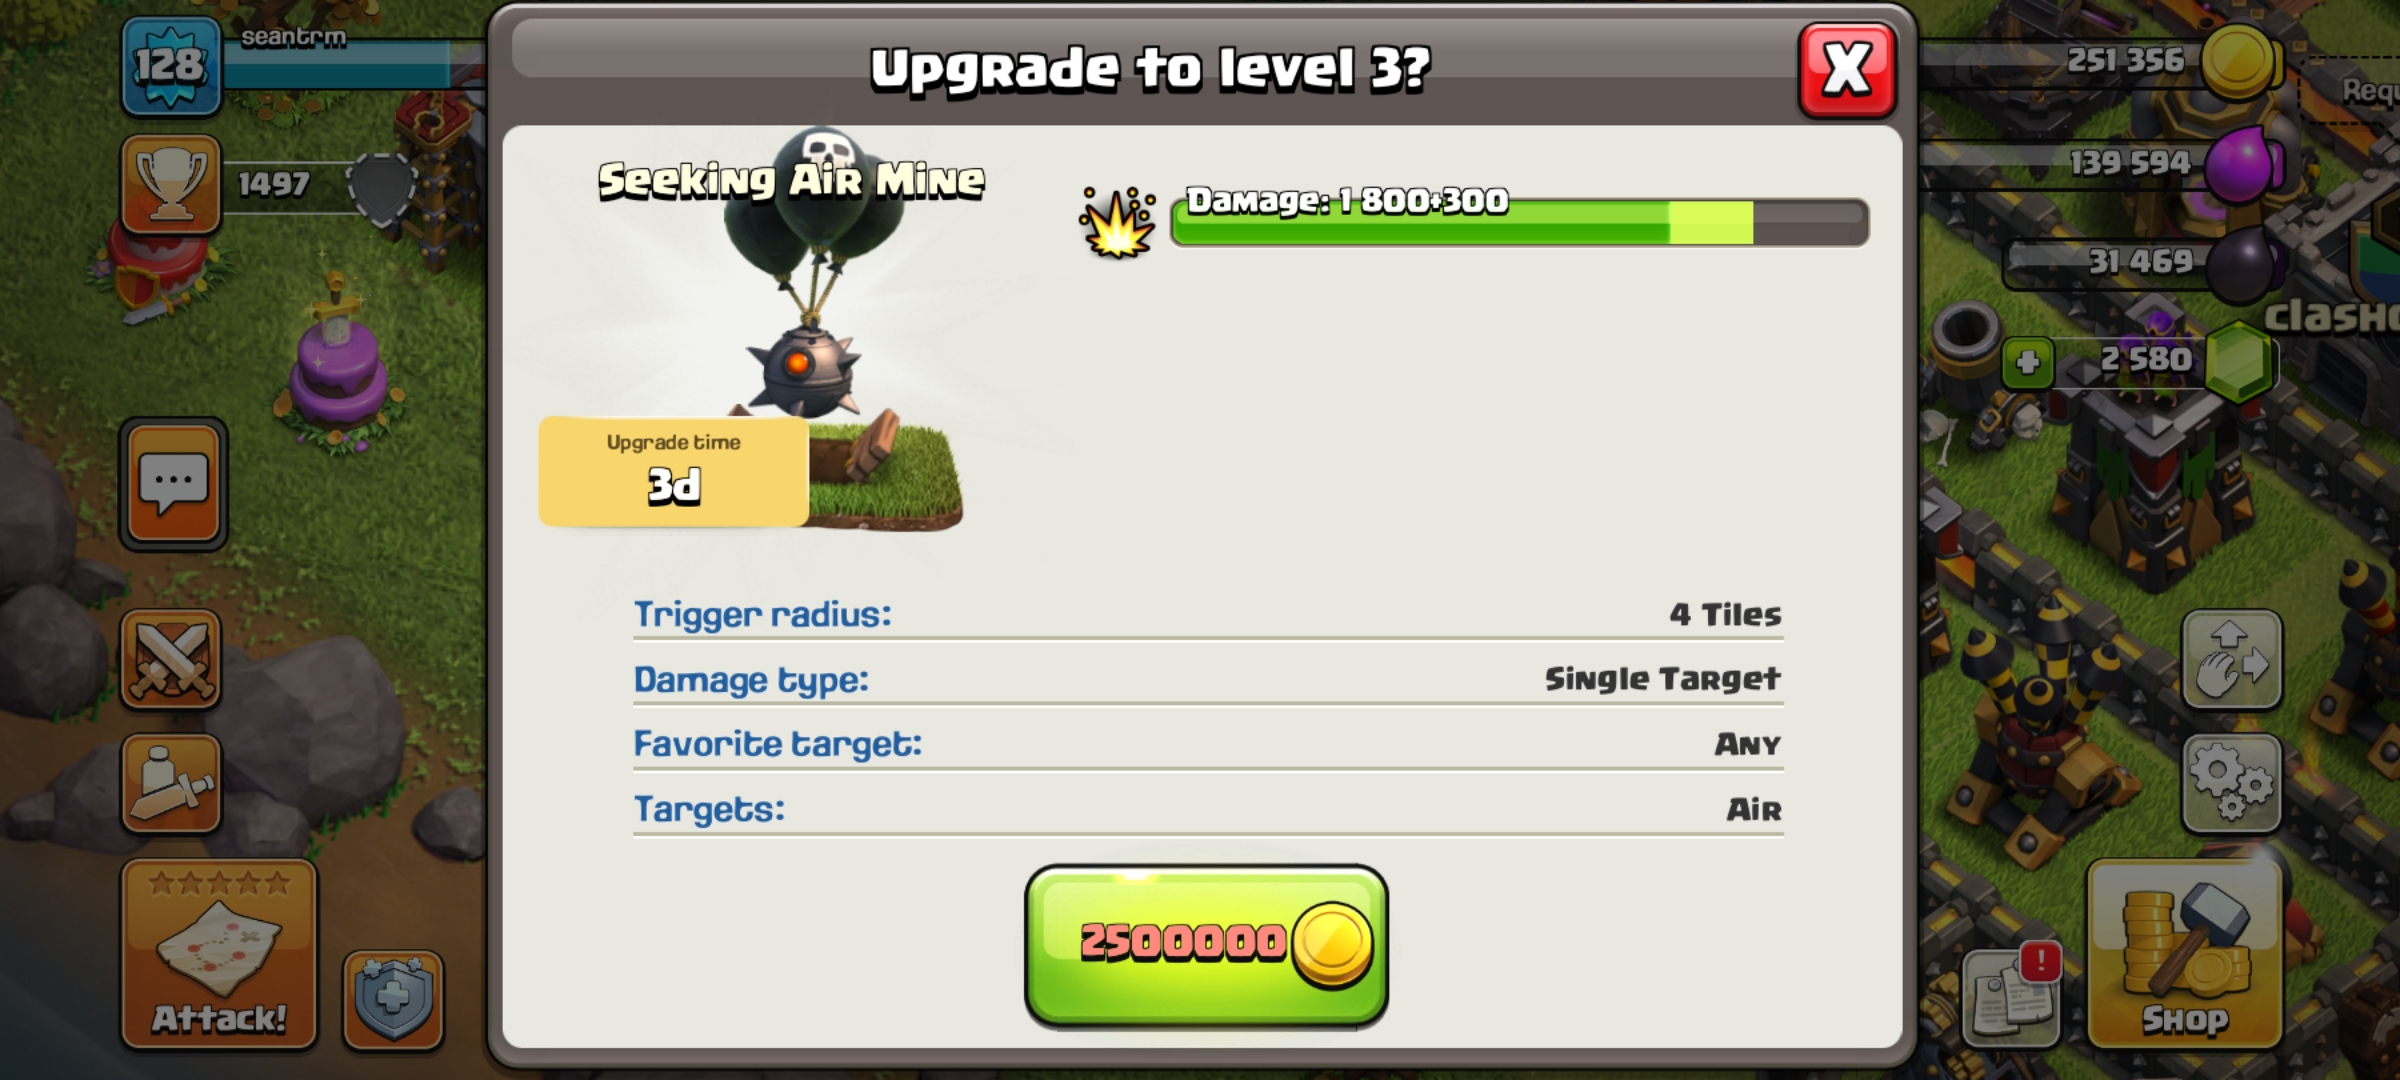 128
seantrm
1497
Upgrade to level 3?
X
Seeking Air Mine
Damage: 1 800+300
Upgrade time
3d
Trigger radius: 4 Tiles
Damage type: Single Target
Favorite target: Any
Targets: Air
2500000
251 356
139 594
31 469
2 580
Attack!
!
Shop